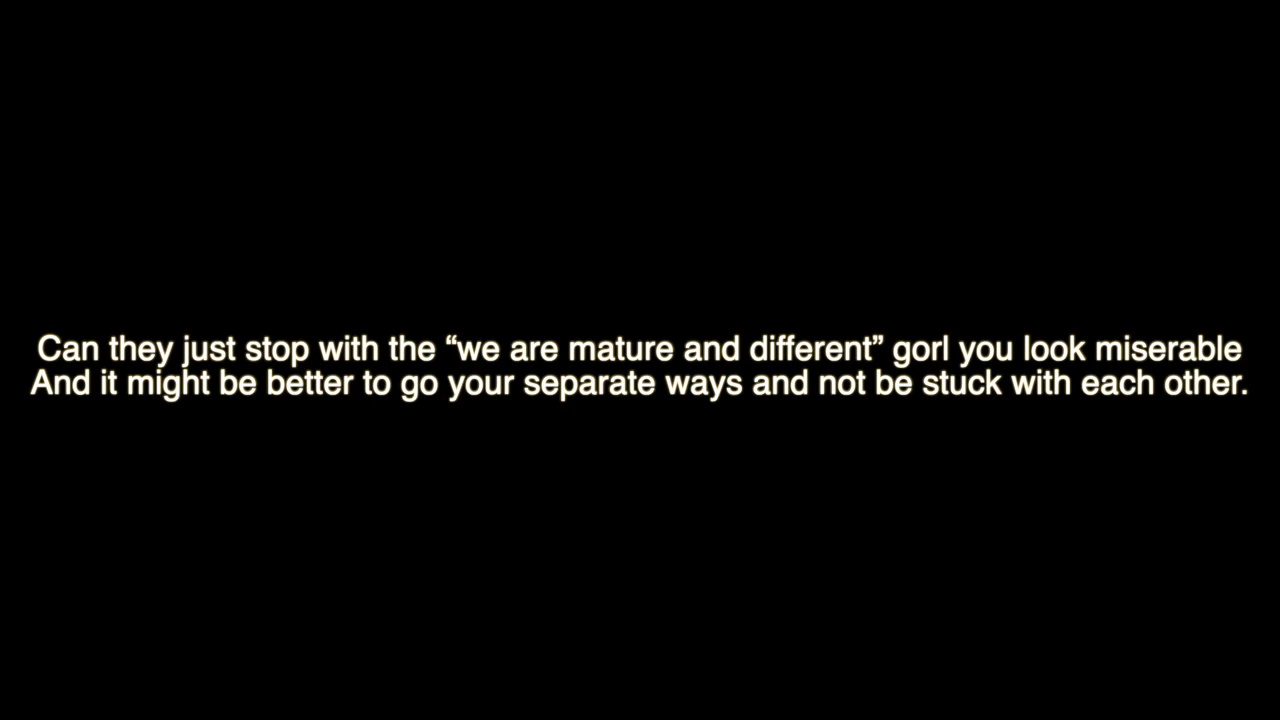 Can they just stop with the “we are mature and different” gorl you look miserable
And it might be better to go your separate ways and not be stuck with each other.